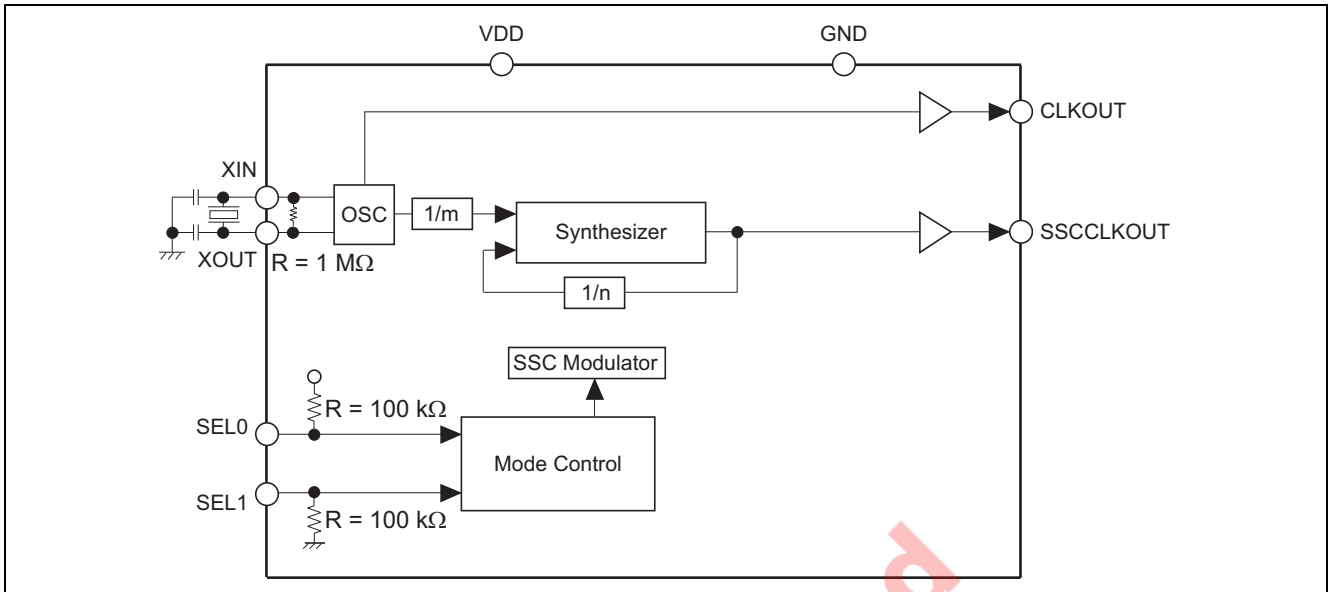 VDD
GND
CLKOUT
XIN
OSC
1/m
Synthesizer
SSCCLKOUT
XOUT
R = 1 MΩ
1/n
SSC Modulator
R = 100 kΩ
SEL0
Mode Control
SEL1
R = 100 kΩ
d